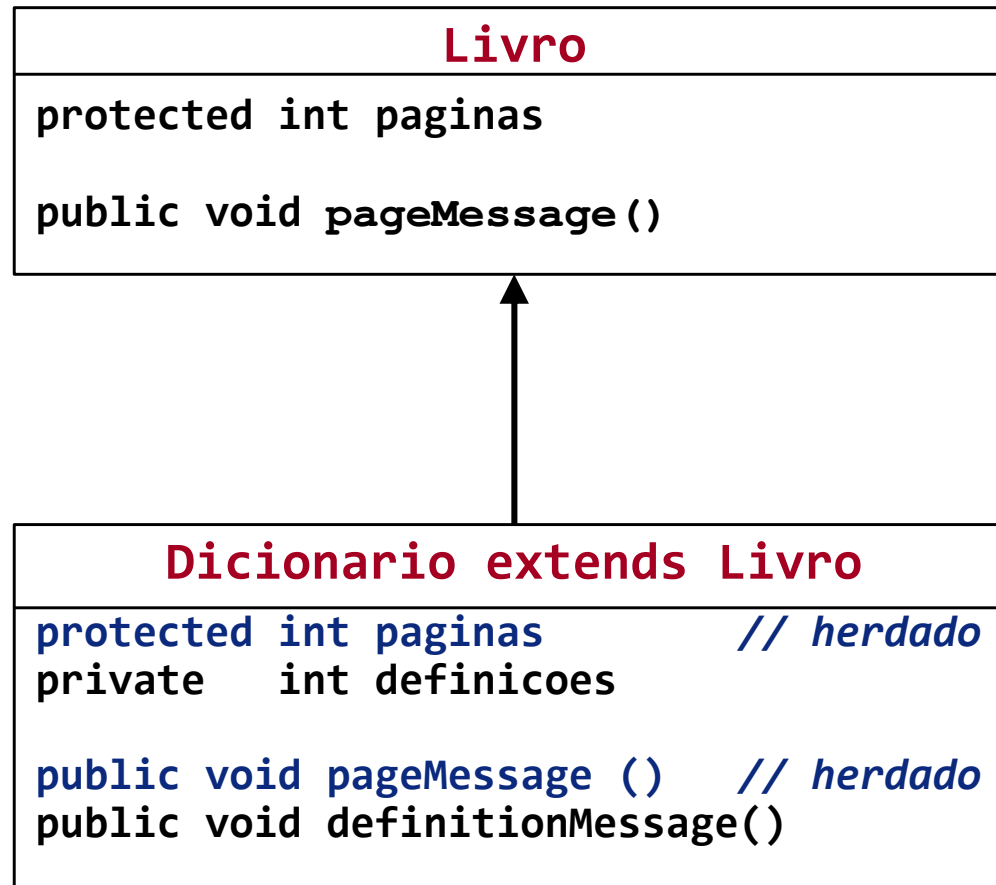 Livro
protected int paginas
public void pageMessage()
Dicionario extends Livro
protected int paginas // herdado
private int definicoes
public void pageMessage () // herdado
public void definitionMessage()